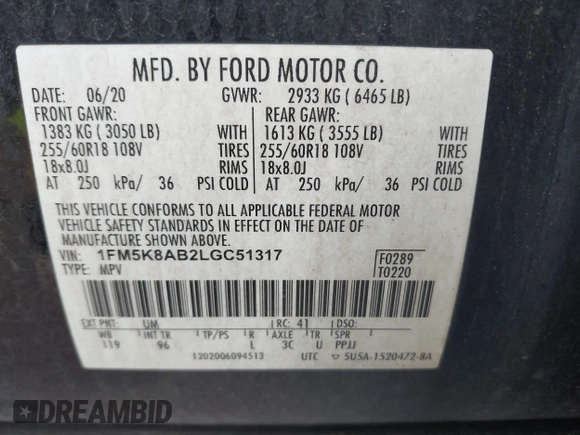 MFD. BY FORD MOTOR CO.
DATE: 06/20 GVWR: 2933 KG ( 6465 LB)
FRONT GAWR: REAR GAWR:
1383 KG ( 3050 LB) WITH 1613 KG ( 3555 LB) WITH
255/60R18 108V TIRES 255/60R18 108V TIRES
18x8.0J RIMS 18x8.0J RIMS
AT 250 kPa/ 36 PSI COLD AT 250 kPa/ 36 PSI COLD
THIS VEHICLE CONFORMS TO ALL APPLICABLE FEDERAL MOTOR
VEHICLE SAFETY STANDARDS IN EFFECT ON THE DATE OF
MANUFACTURE SHOWN ABOVE.
VIN: 1FM5K8AB2LGC51317 F0289
TYPE: MPV T0220
EXT PNT: UM RC: 41 DSO:
WB INT TR TP/PS R AXLE TR SPR
119 96 L 3C U PPJJ
1202006094513 UTC 5U5A-1520472-BA
DREAMBID